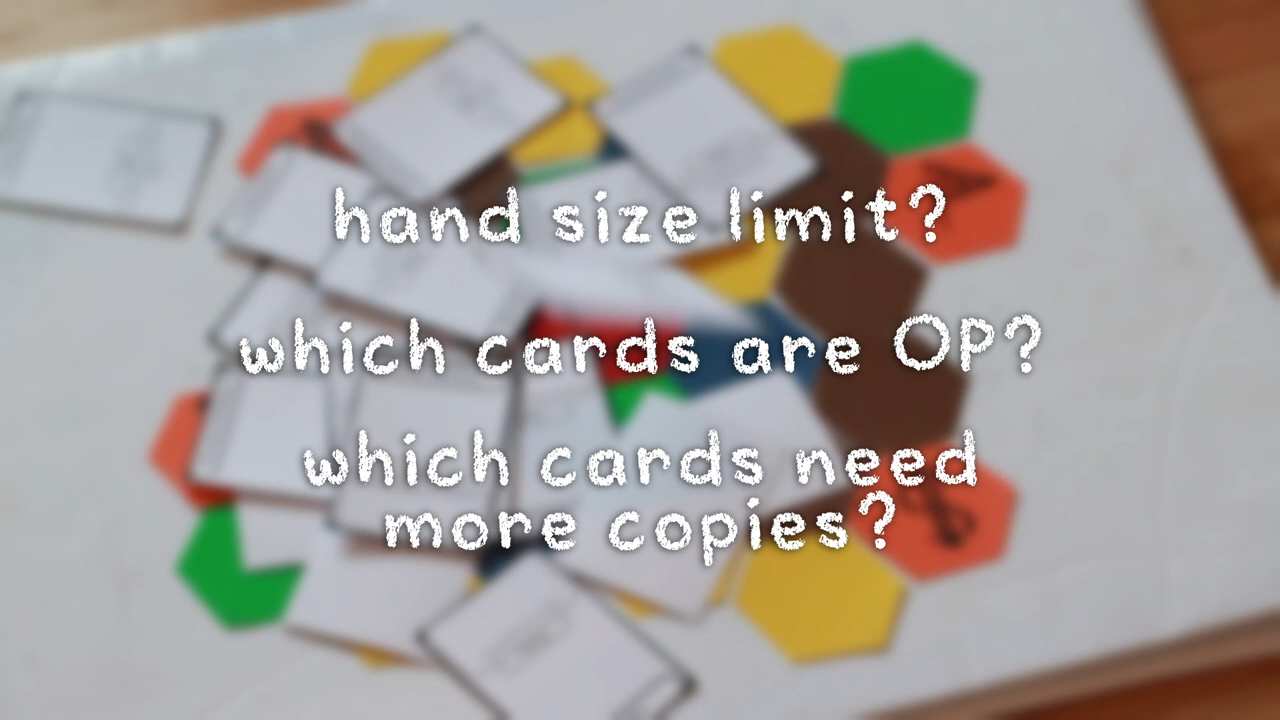 hand size limit?
which cards are OP?
which cards need
more copies?